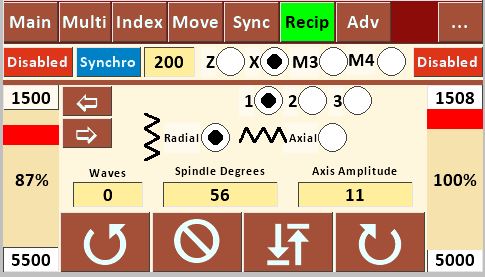 Main Multi Index Move Sync Recip Adv ...
Disabled Synchro 200 Z X M3 M4 Disabled
1500 1 2 3 1508
Radial Axial
87% Waves Spindle Degrees Axis Amplitude 100%
0 56 11
5500 5000